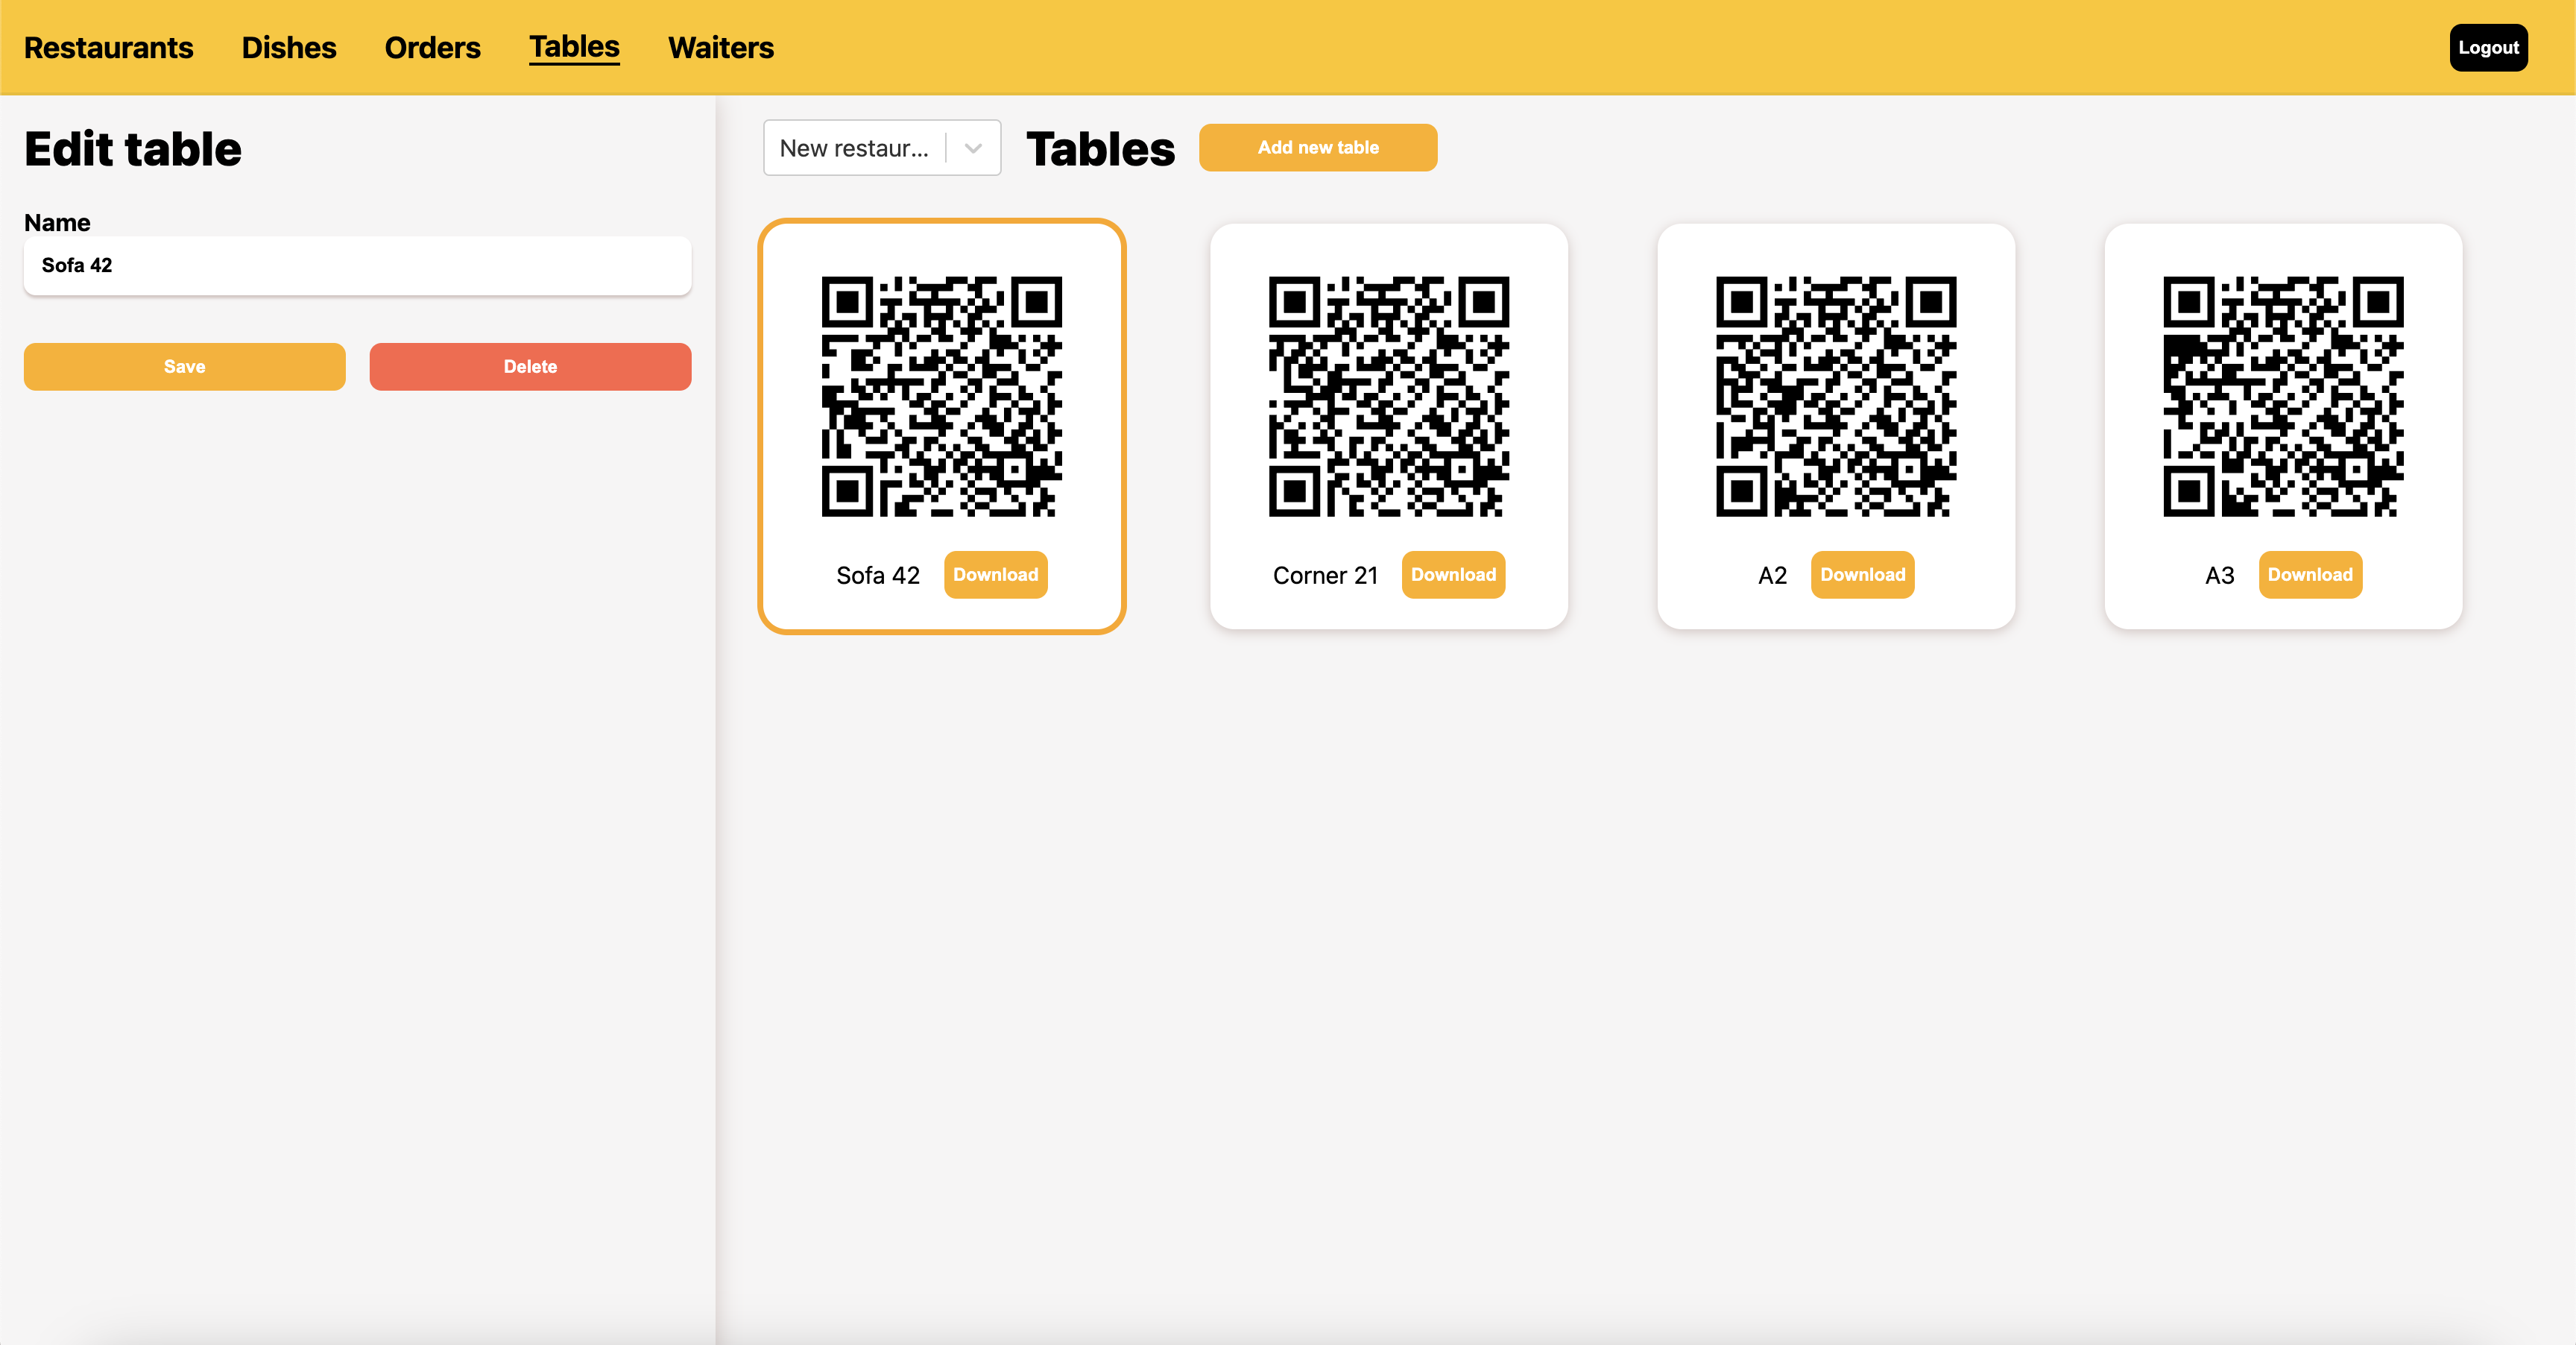 Restaurants Dishes Orders Tables Waiters Logout
Edit table
Name
Sofa 42
Save Delete
New restaur... Tables Add new table
Sofa 42 Download
Corner 21 Download
A2 Download
A3 Download